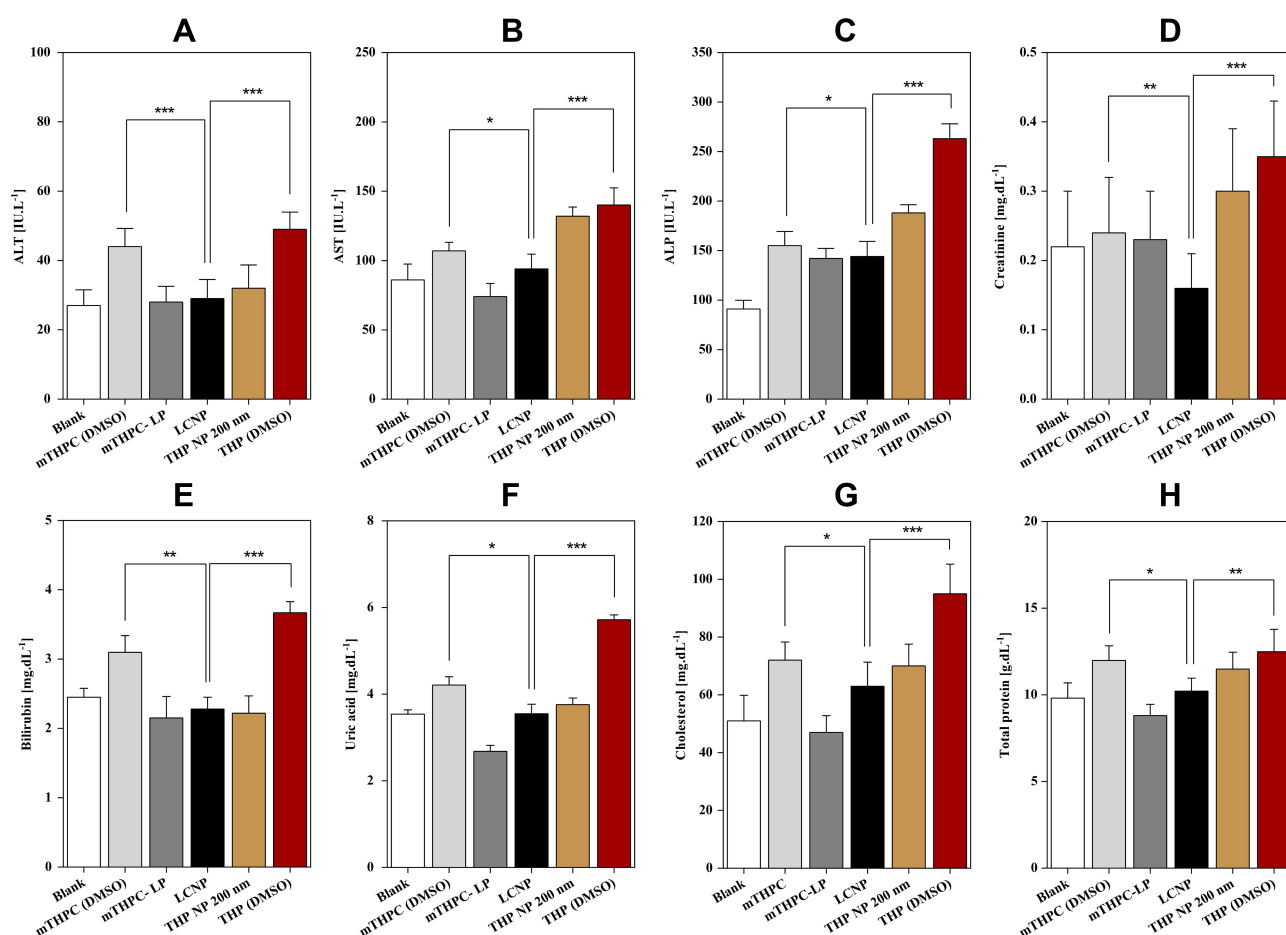 A
B
C
D
100
80
60
40
20
0
ALT [IU.L⁻¹]
***
***
Blank
mTHPC (DMSO)
mTHPC- LP
LCNP
THP NP 200 nm
THP (DMSO)
250
200
150
100
50
0
AST [IU.L⁻¹]
*
***
Blank
mTHPC (DMSO)
mTHPC- LP
LCNP
THP NP 200 nm
THP (DMSO)
350
300
250
200
150
100
50
0
ALP [IU.L⁻¹]
*
***
Blank
mTHPC (DMSO)
mTHPC-LP
LCNP
THP NP 200 nm
THP (DMSO)
0.5
0.4
0.3
0.2
0.1
0.0
Creatinine [mg.dL⁻¹]
**
***
Blank
mTHPC (DMSO)
mTHPC- LP
LCNP
THP NP 200 nm
THP (DMSO)
E
F
G
H
5
4
3
2
1
0
Bilirubin [mg.dL⁻¹]
**
***
Blank
mTHPC (DMSO)
mTHPC- LP
LCNP
THP NP 200 nm
THP (DMSO)
8
6
4
2
0
Uric acid [mg.dL⁻¹]
*
***
Blank
mTHPC (DMSO)
mTHPC- LP
LCNP
THP NP 200 nm
THP (DMSO)
120
100
80
60
40
20
0
Cholesterol [mg.dL⁻¹]
*
***
Blank
mTHPC
mTHPC-LP
LCNP
THP NP 200 nm
THP (DMSO)
20
15
10
5
0
Total protein [g.dL⁻¹]
*
**
Blank
mTHPC (DMSO)
mTHPC-LP
LCNP
THP NP 200 nm
THP (DMSO)